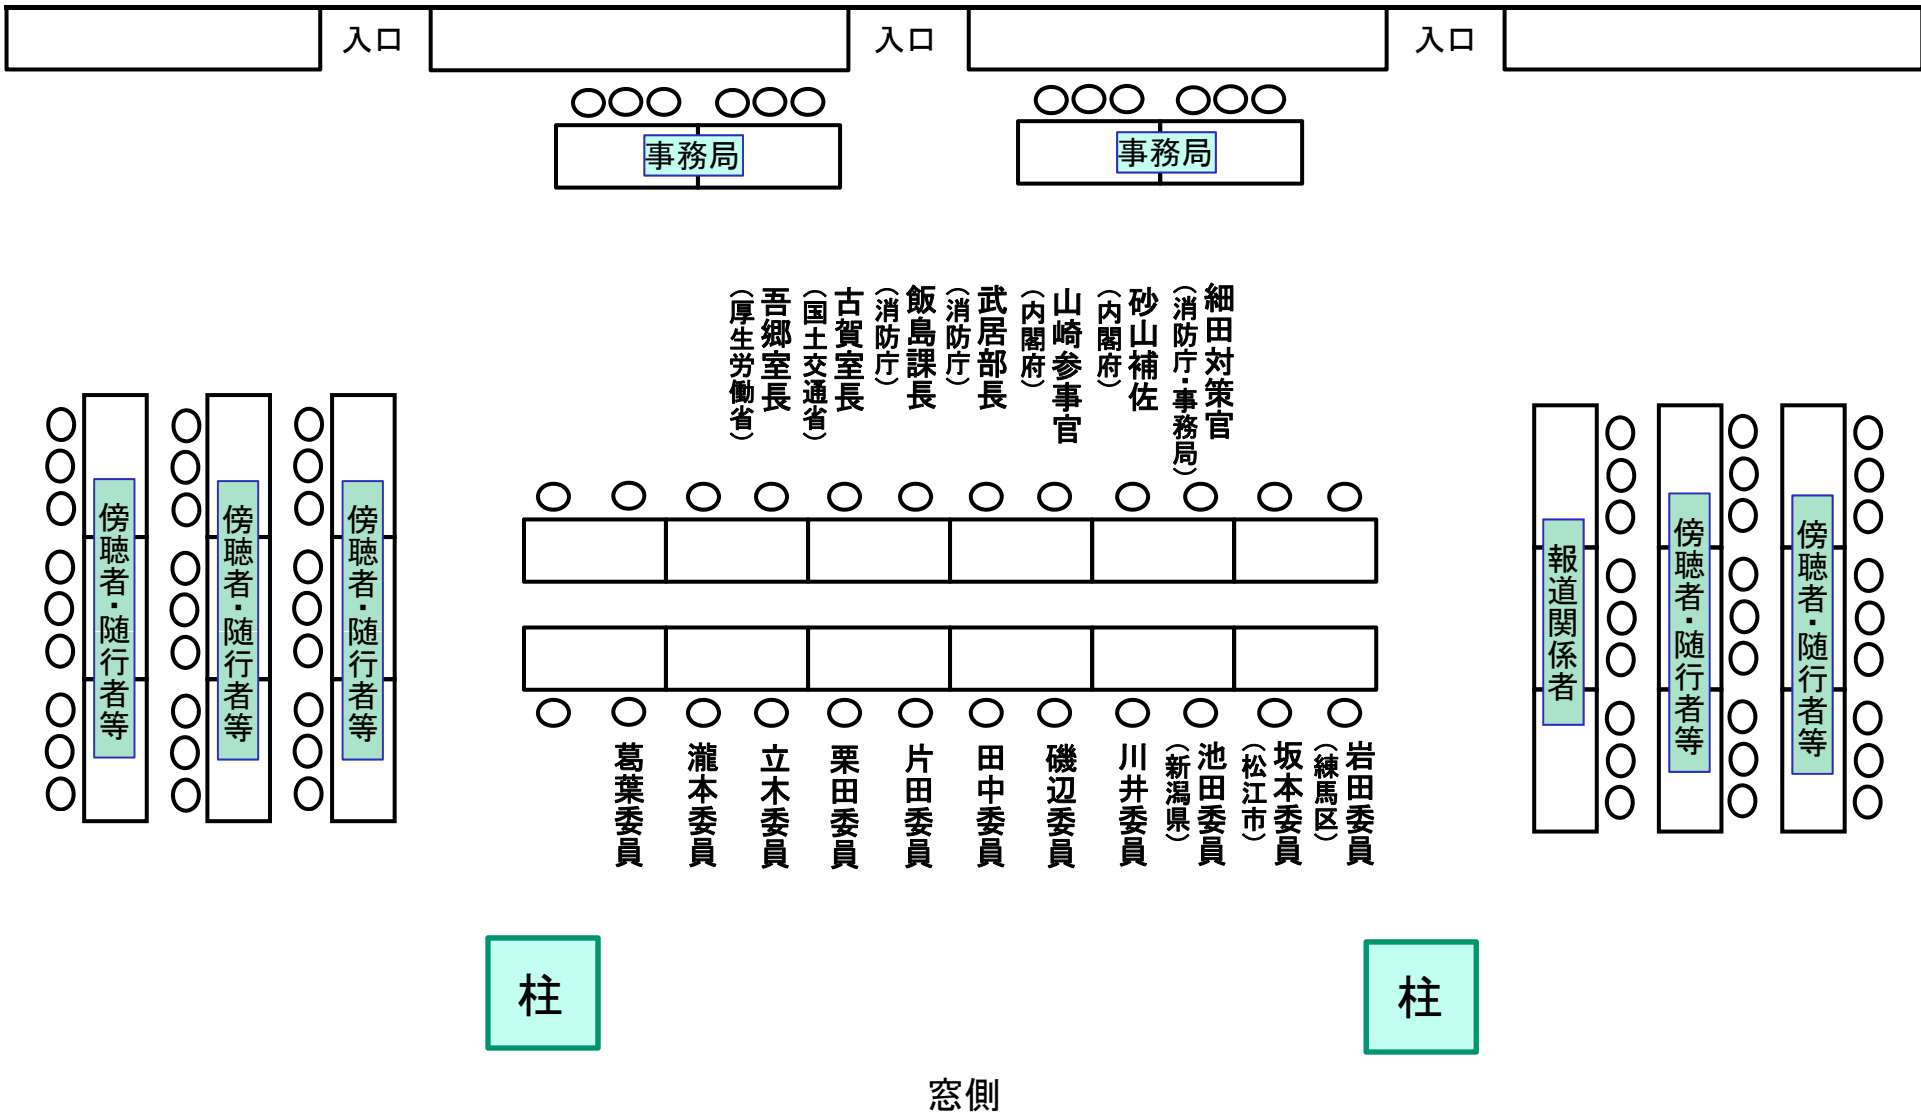 入口
入口
入口
事務局
事務局
吾郷室長
（厚生労働省）
古賀室長
（国土交通省）
飯島課長
（消防庁）
武居部長
（消防庁）
山崎参事官
（内閣府）
砂山補佐
（内閣府）
細田対策官
（消防庁・事務局）
傍聴者・随行者等
傍聴者・随行者等
傍聴者・随行者等
報道関係者
傍聴者・随行者等
傍聴者・随行者等
葛葉委員
瀧本委員
立木委員
栗田委員
片田委員
田中委員
磯辺委員
川井委員
池田委員
（新潟県）
坂本委員
（松江市）
岩田委員
（練馬区）
柱
柱
窓側